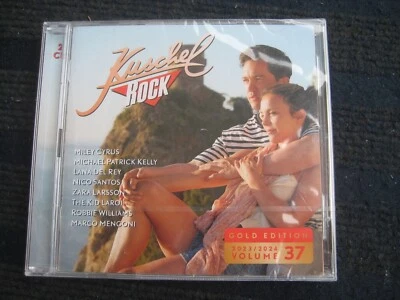 Kuschel
ROCK
MILEY CYRUS
MICHAEL PATRICK KELLY
LANA DEL REY
NICO SANTOS
ZARA LARSSON
THE KID LAROI
ROBBIE WILLIAMS
MARCO MENGONI
GOLD EDITION
2023/2024
VOLUME 37